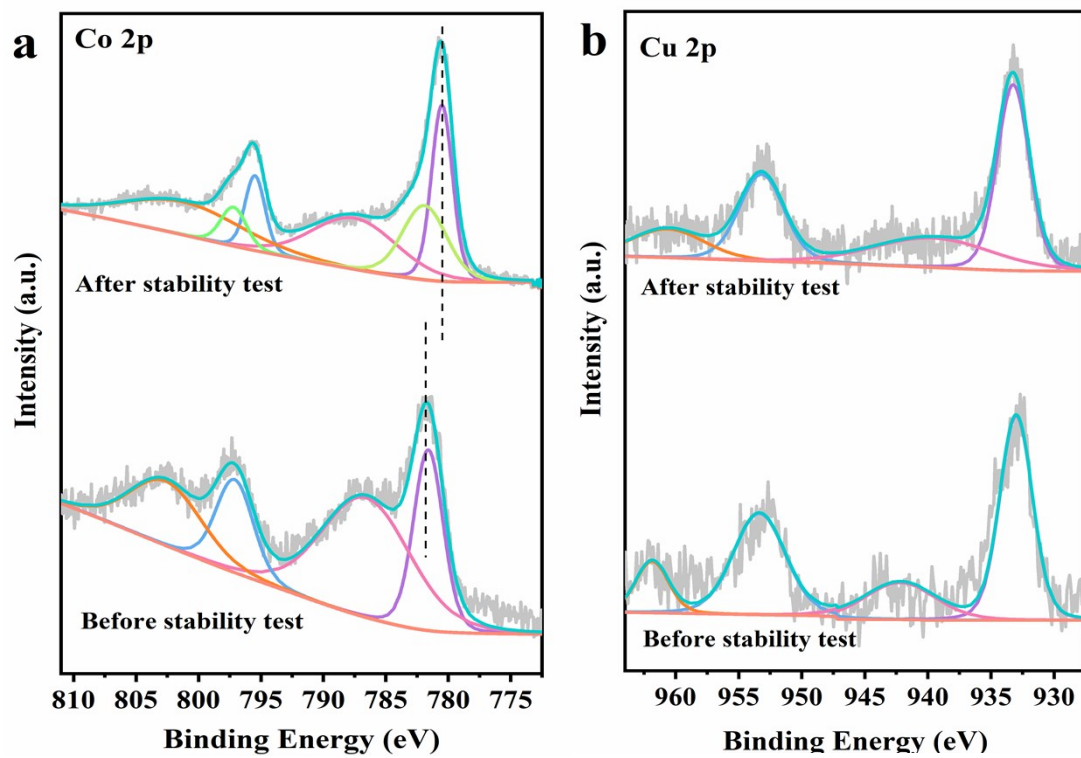 a
Co 2p
After stability test
Before stability test
Intensity (a.u.)
810 805 800 795 790 785 780 775
Binding Energy (eV)
b
Cu 2p
After stability test
Before stability test
Intensity (a.u.)
960 955 950 945 940 935 930
Binding Energy (eV)